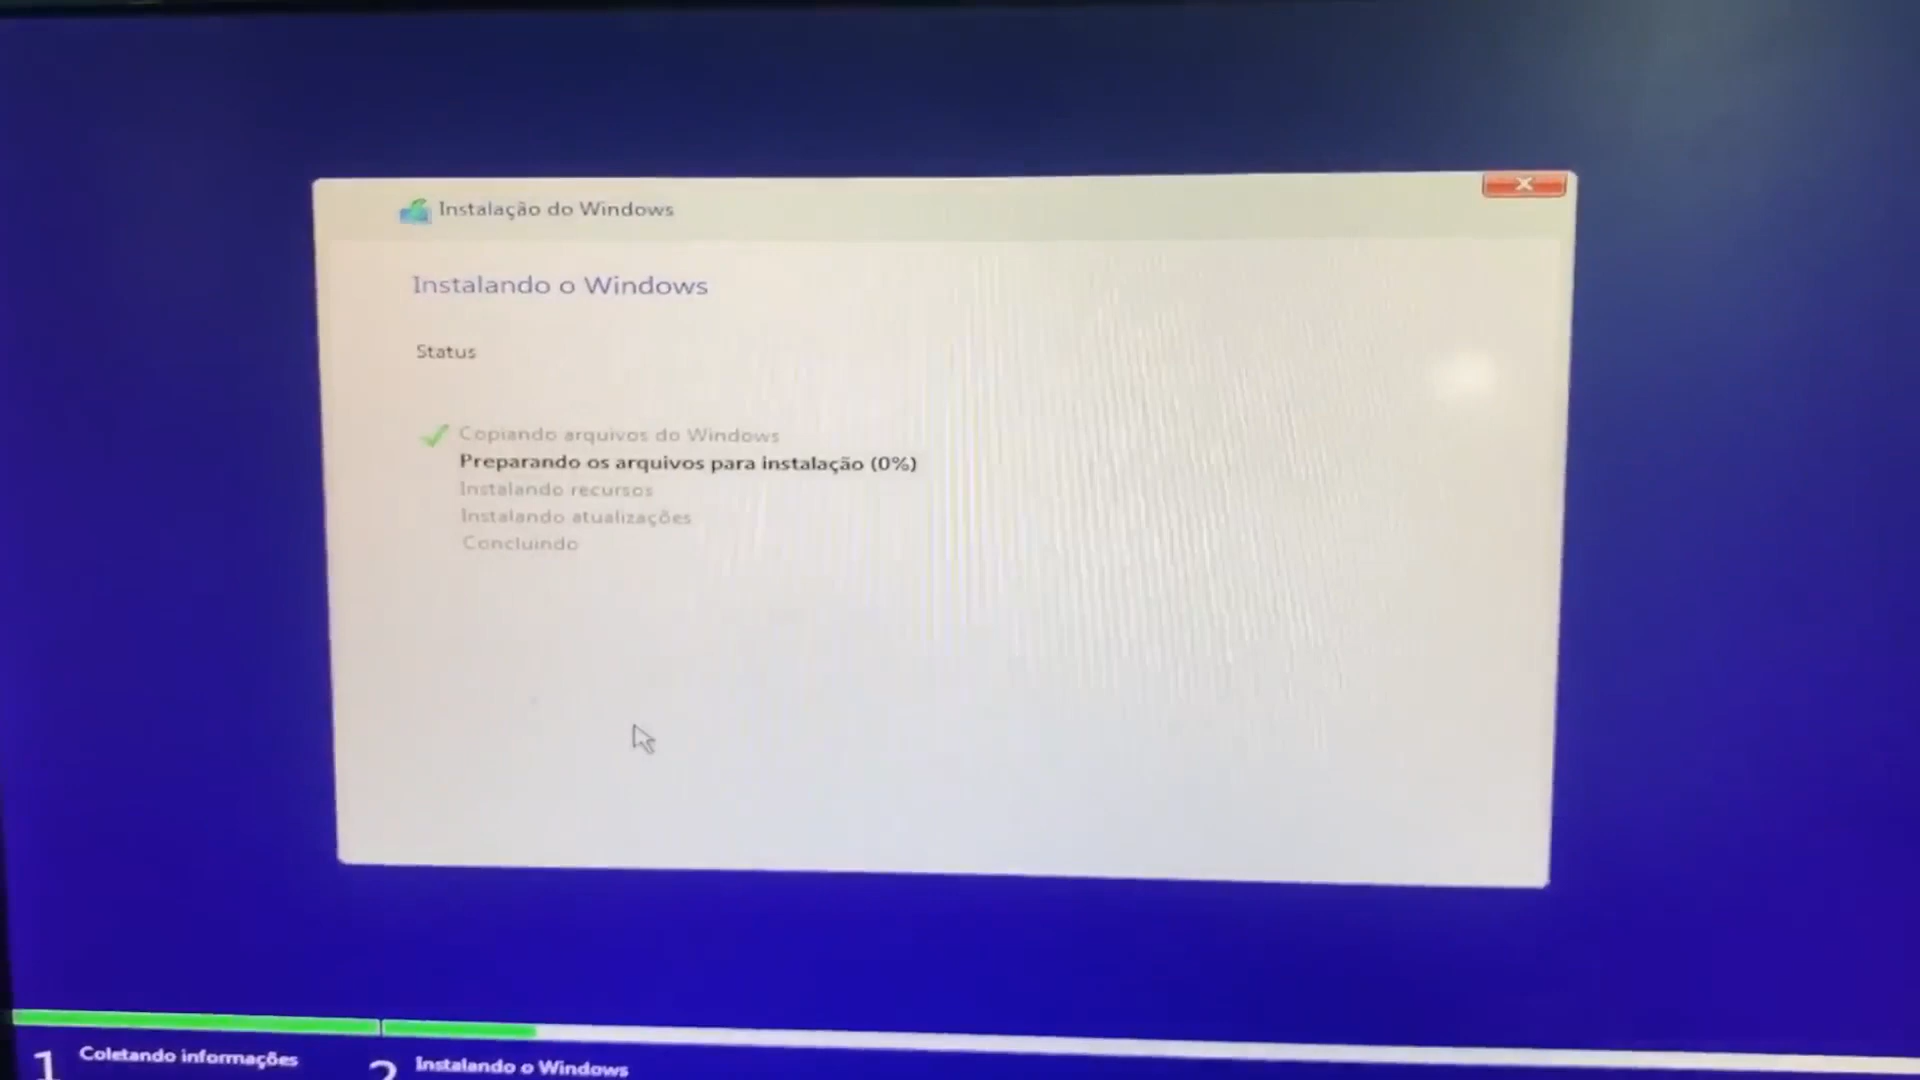 Instalação do Windows
Instalando o Windows
Status
Copiando arquivos do Windows
Preparando os arquivos para instalação (0%)
Instalando recursos
Instalando atualizações
Concluindo
1 Coletando informações
2 Instalando o Windows